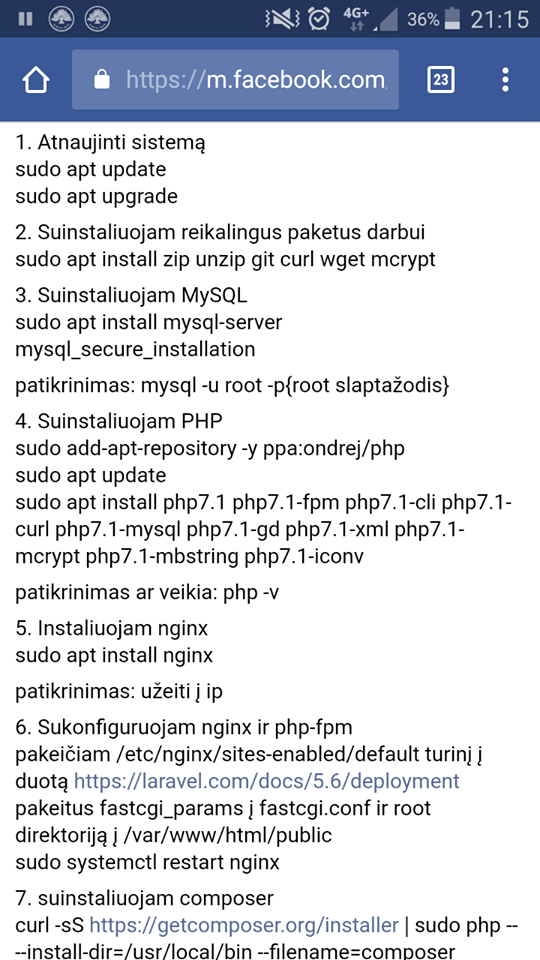 4G+ 36% 21:15
https://m.facebook.com 23
1. Atnaujinti sistemą
sudo apt update
sudo apt upgrade
2. Suinstaliuojam reikalingus paketus darbui
sudo apt install zip unzip git curl wget mcrypt
3. Suinstaliuojam MySQL
sudo apt install mysql-server
mysql_secure_installation
patikrinimas: mysql -u root -p{root slaptažodis}
4. Suinstaliuojam PHP
sudo add-apt-repository -y ppa:ondrej/php
sudo apt update
sudo apt install php7.1 php7.1-fpm php7.1-cli php7.1-
curl php7.1-mysql php7.1-gd php7.1-xml php7.1-
mcrypt php7.1-mbstring php7.1-iconv
patikrinimas ar veikia: php -v
5. Instaliuojam nginx
sudo apt install nginx
patikrinimas: užeiti į ip
6. Sukonfiguruojam nginx ir php-fpm
pakeičiam /etc/nginx/sites-enabled/default turinį į
duotą https://laravel.com/docs/5.6/deployment
pakeitus fastcgi_params į fastcgi.conf ir root
direktoriją į /var/www/html/public
sudo systemctl restart nginx
7. suinstaliuojam composer
curl -sS https://getcomposer.org/installer | sudo php --
--install-dir=/usr/local/bin --filename=composer